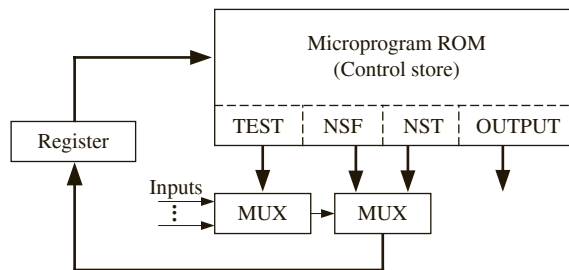 Microprogram ROM
(Control store)
TEST NSF NST OUTPUT
Register
Inputs
MUX MUX